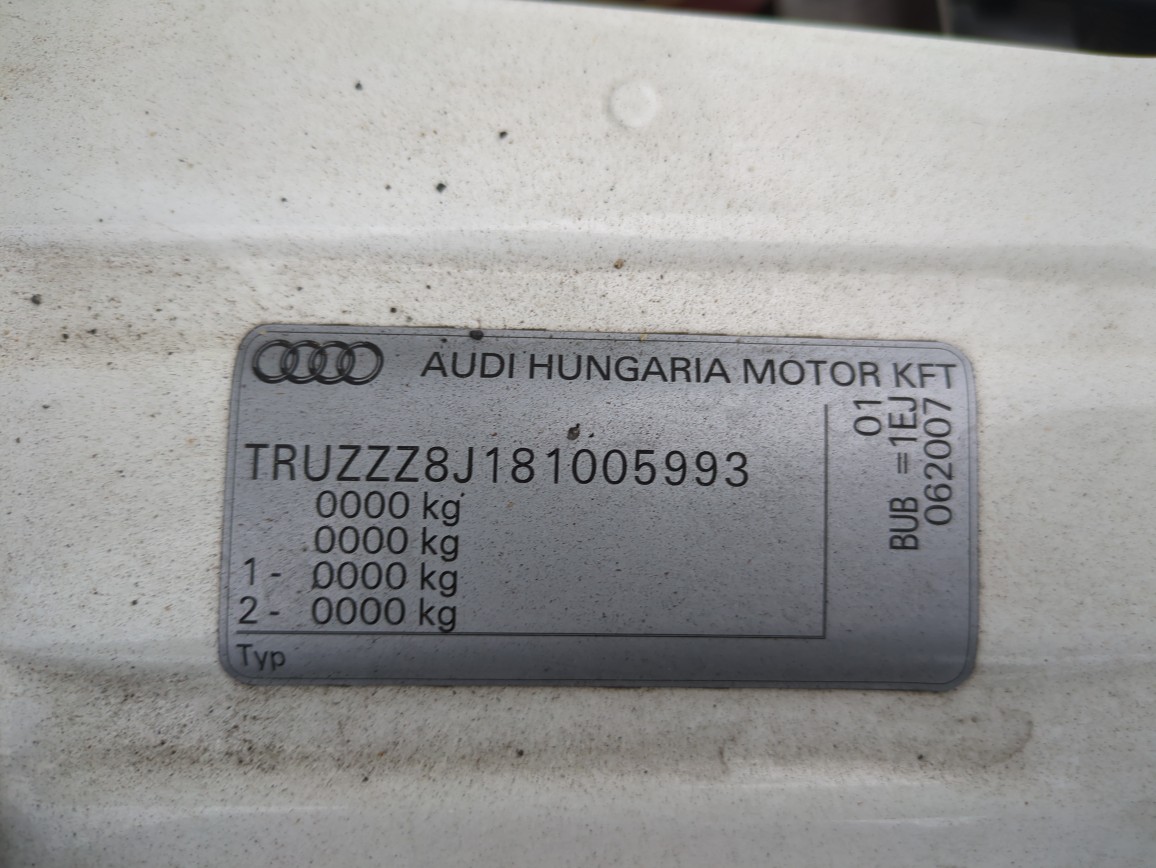 AUDI HUNGARIA MOTOR KFT
TRUZZZ8J181005993
0000 kg
0000 kg
1 - 0000 kg
2 - 0000 kg
Typ
01
BUB =1EJ
062007